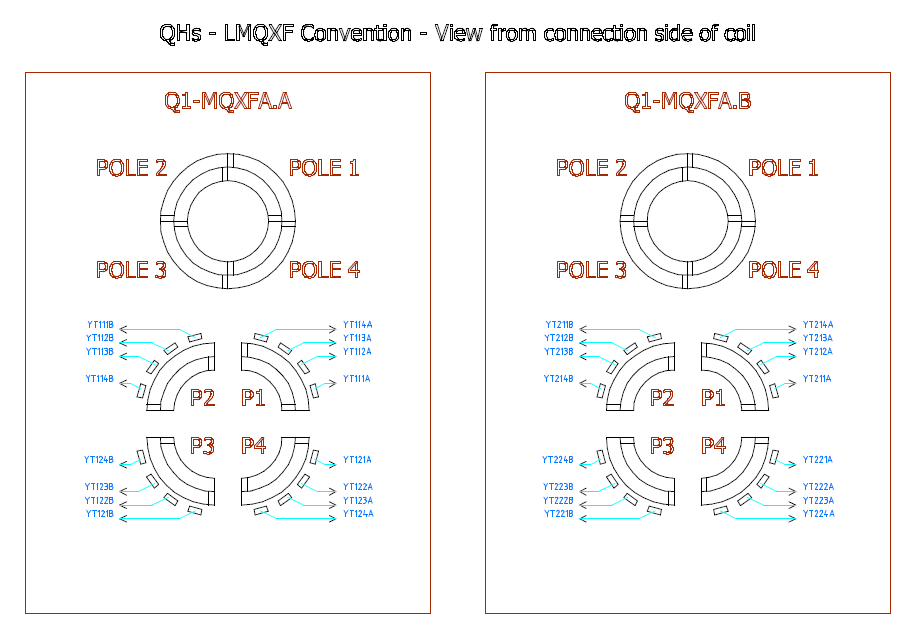 QHs - LMQXF Convention - View from connection side of coil
Q1-MQXFA.A
POLE 2 POLE 1
POLE 3 POLE 4
YT111B YT114A
YT112B YT113A
YT113B YT112A
YT114B YT111A
P2 P1
P3 P4
YT124B YT121A
YT123B YT122A
YT122B YT123A
YT121B YT124A
Q1-MQXFA.B
POLE 2 POLE 1
POLE 3 POLE 4
YT211B YT214A
YT212B YT213A
YT213B YT212A
YT214B YT211A
P2 P1
P3 P4
YT224B YT221A
YT223B YT222A
YT222B YT223A
YT221B YT224A